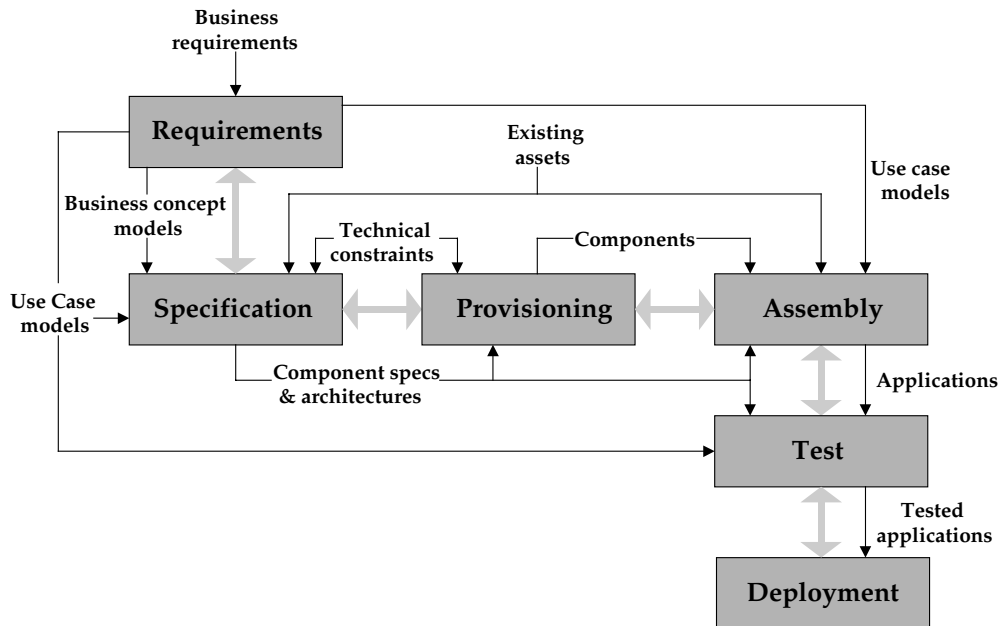 Business
requirements
Requirements
Existing
assets
Use case
models
Business concept
models
Technical
constraints
Components
Use Case
models
Specification
Provisioning
Assembly
Component specs
& architectures
Applications
Test
Tested
applications
Deployment